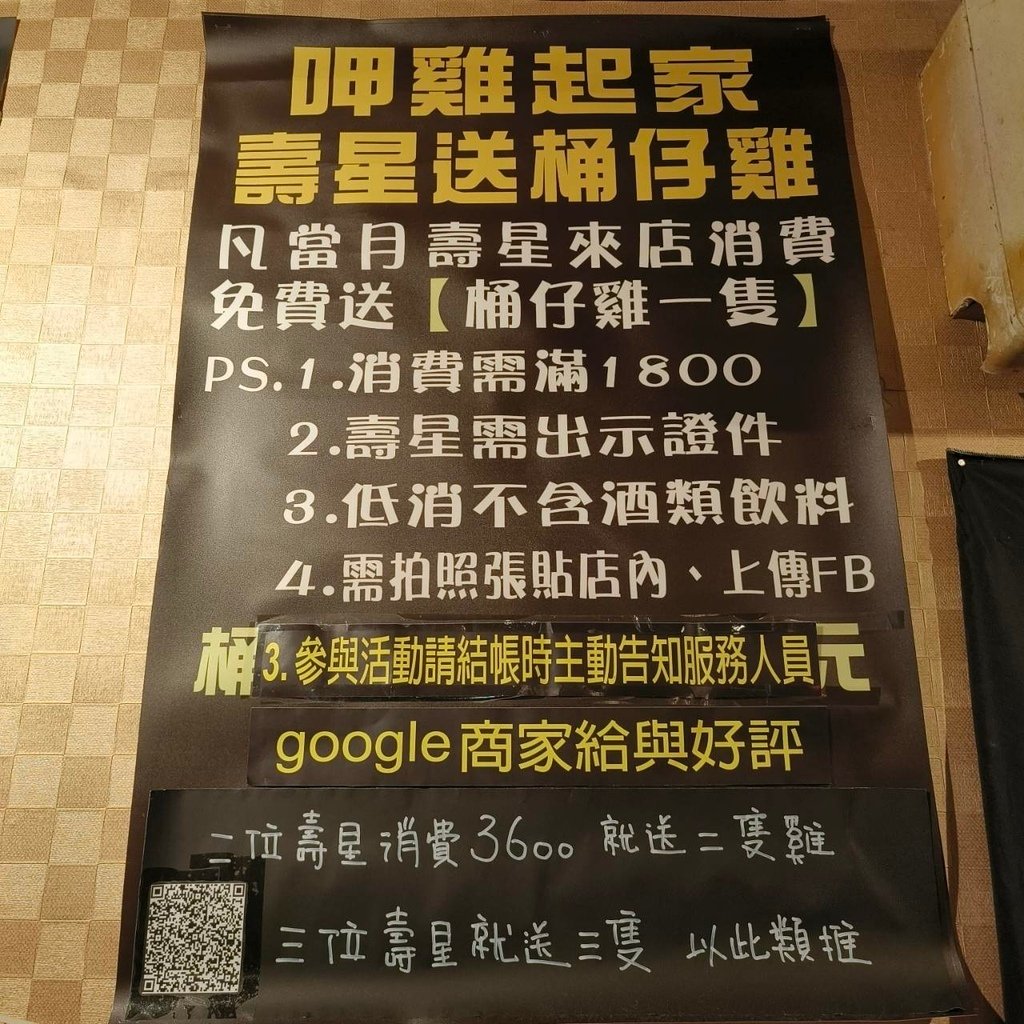 呷雞起家
壽星送桶仔雞
凡當月壽星來店消費
免費送【桶仔雞一隻】
PS.1.消費需滿1800
2.壽星需出示證件
3.低消不含酒類飲料
4.需拍照張貼店內、上傳FB
桶 3.參與活動請結帳時主動告知服務人員 元
google商家給與好評
二位壽星消費3600 就送二隻雞
三位壽星就送三隻 以此類推